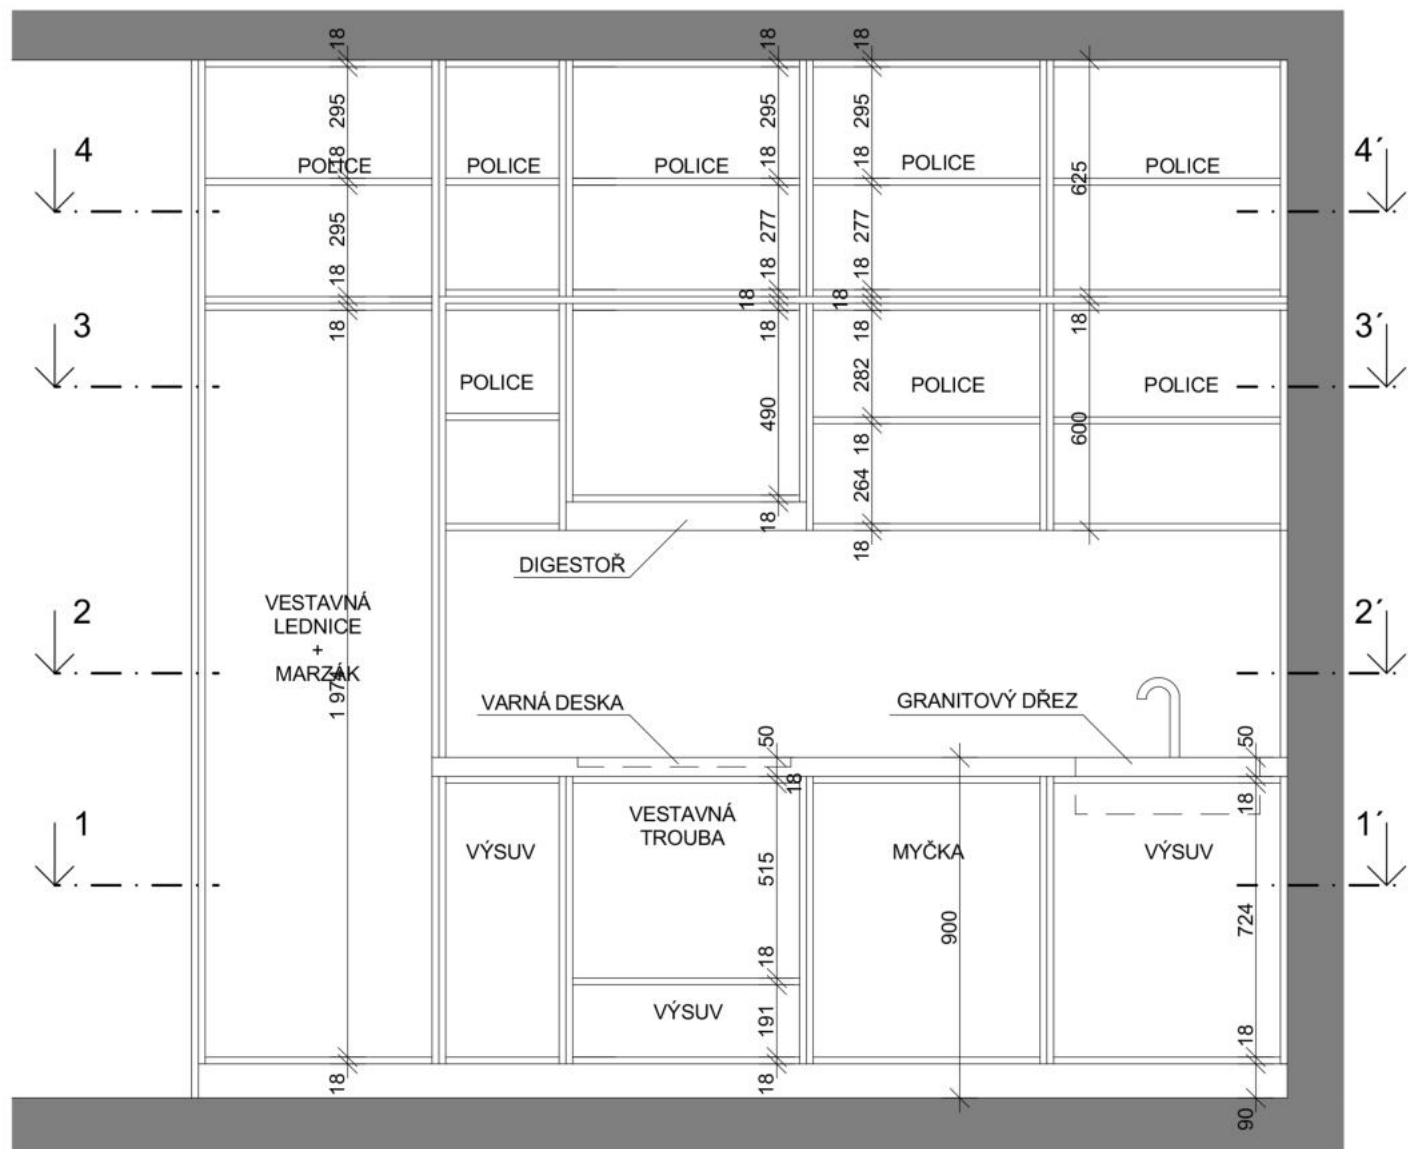 18
18
18
295
295
295
4
POLICE
POLICE
POLICE
POLICE
POLICE
4´
18
18
18
625
295
277
277
18
18
18
18
18
3
18
18
18
18
3´
POLICE
282
POLICE
POLICE
490
600
18
264
18
18
DIGESTOŘ
2
VESTAVNÁ
LEDNICE
+
MARZÁK
2´
1 974
VARNÁ DESKA
GRANITOVÝ DŘEZ
50
50
18
18
1
VESTAVNÁ
TROUBA
1´
VÝSUV
MYČKA
VÝSUV
515
900
724
18
VÝSUV
191
18
18
18
90